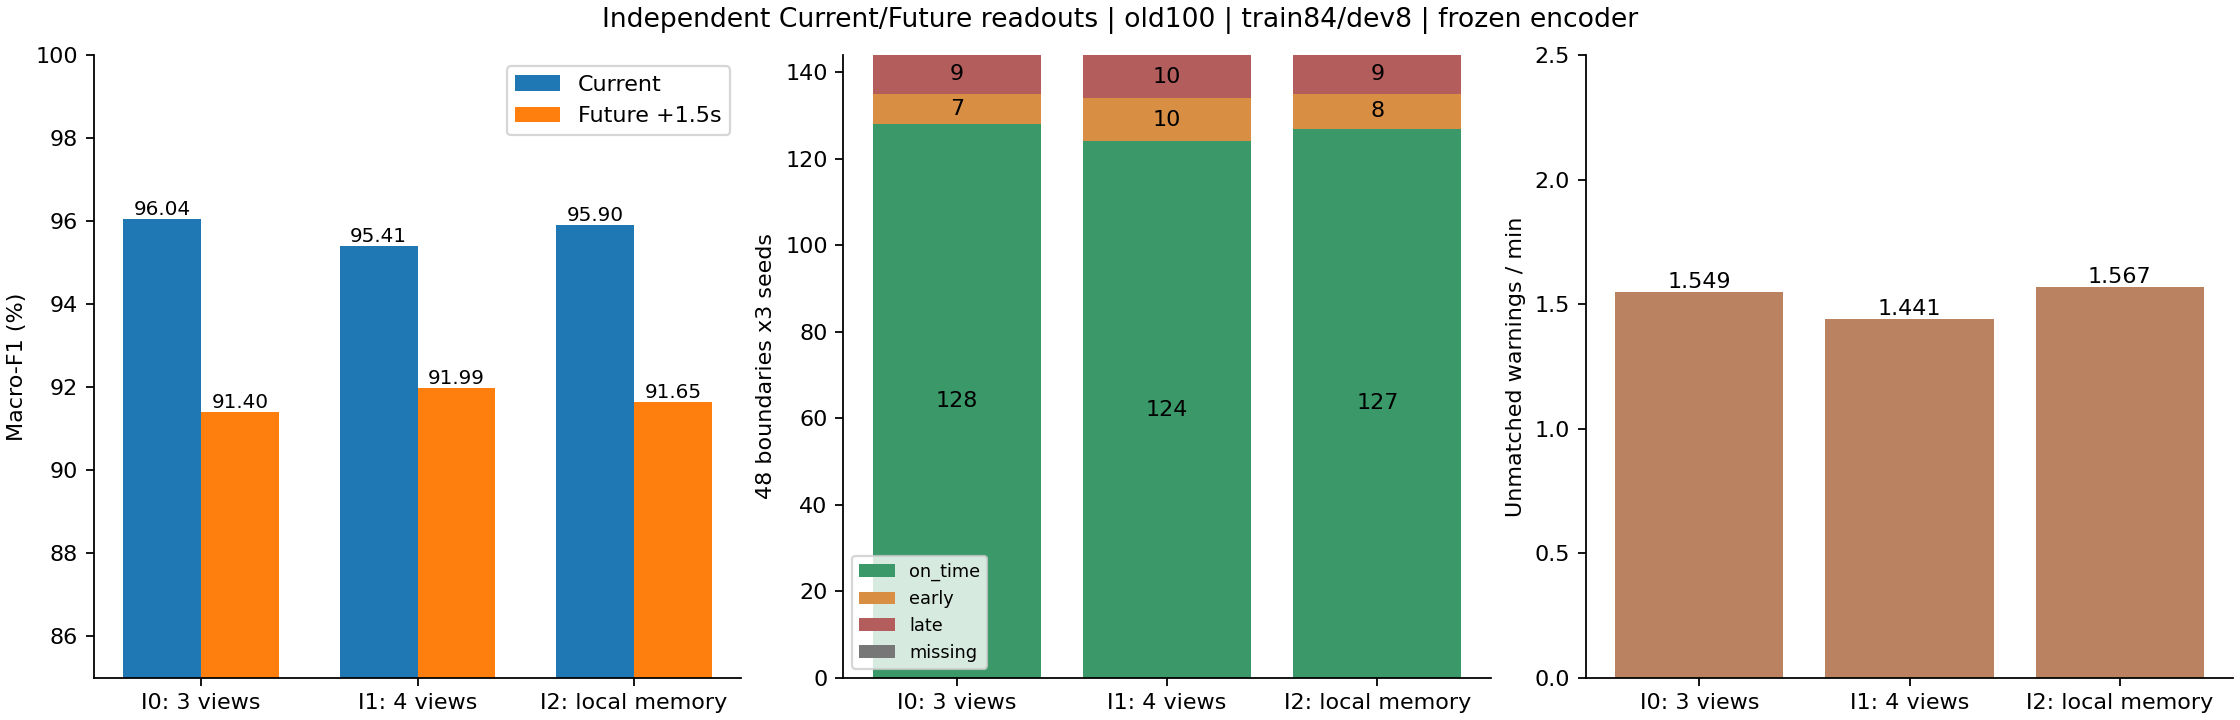 Independent Current/Future readouts | old100 | train84/dev8 | frozen encoder
Macro-F1 (%)
100
98
96
94
92
90
88
86
Current
Future +1.5s
96.04
91.40
95.41
91.99
95.90
91.65
I0: 3 views
I1: 4 views
I2: local memory
48 boundaries x3 seeds
140
120
100
80
60
40
20
0
9
7
128
10
10
124
9
8
127
on_time
early
late
missing
I0: 3 views
I1: 4 views
I2: local memory
Unmatched warnings / min
2.5
2.0
1.5
1.0
0.5
0.0
1.549
1.441
1.567
I0: 3 views
I1: 4 views
I2: local memory